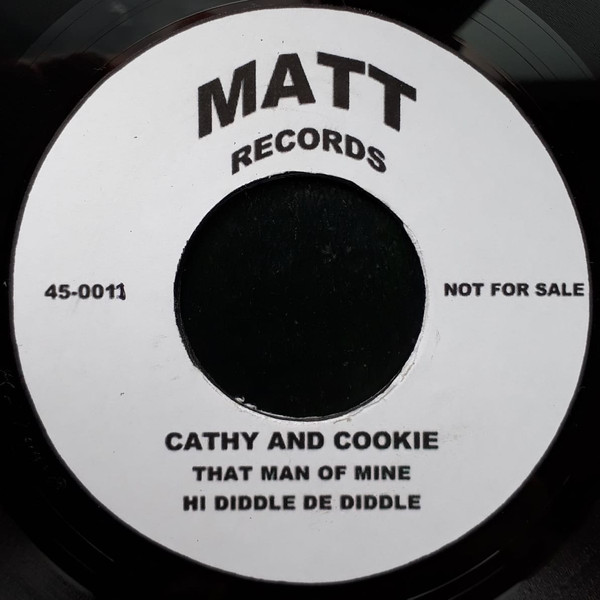 MATT
RECORDS
45-0011
NOT FOR SALE
CATHY AND COOKIE
THAT MAN OF MINE
HI DIDDLE DE DIDDLE